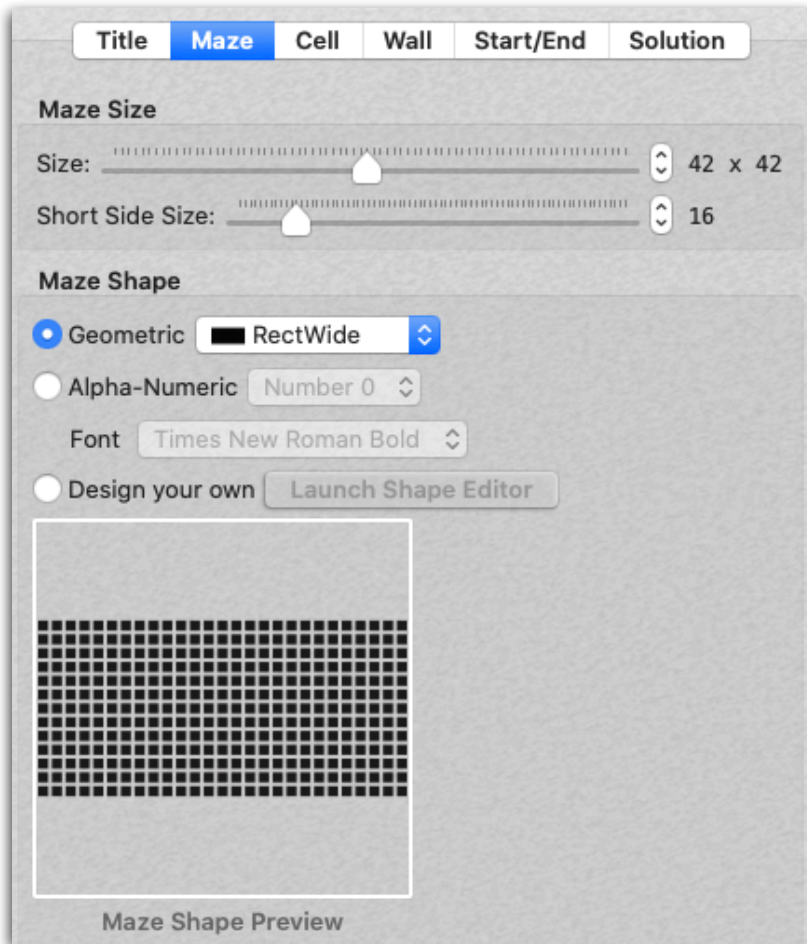 Title Maze Cell Wall Start/End Solution
Maze Size
Size: 42 x 42
Short Side Size: 16
Maze Shape
Geometric RectWide
Alpha-Numeric Number 0
Font Times New Roman Bold
Design your own Launch Shape Editor
Maze Shape Preview